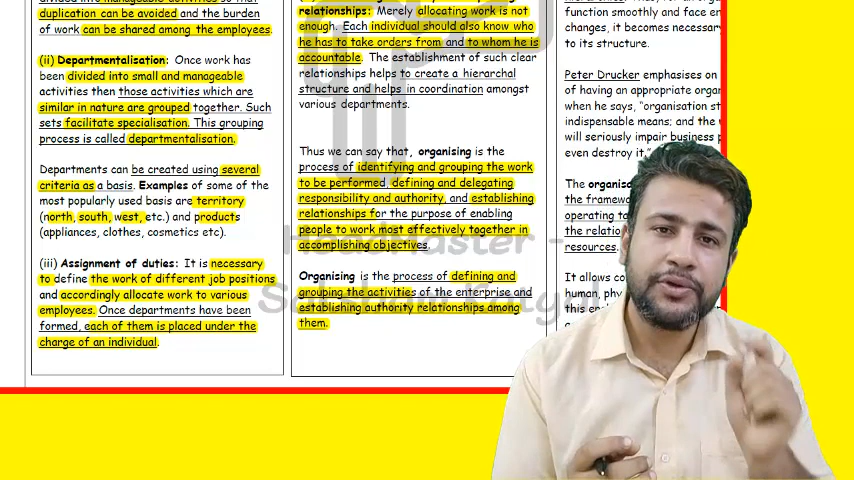 duplication can be avoided and the burden
of work can be shared among the employees.
(ii) Departmentalisation: Once work has
been divided into small and manageable
activities then those activities which are
similar in nature are grouped together. Such
sets facilitate specialisation. This grouping
process is called departmentalisation.
Departments can be created using several
criteria as a basis. Examples of some of the
most popularly used basis are territory
(north, south, west, etc.) and products
(appliances, clothes, cosmetics etc).
(iii) Assignment of duties: It is necessary
to define the work of different job positions
and accordingly allocate work to various
employees. Once departments have been
formed, each of them is placed under the
charge of an individual.
relationships: Merely allocating work is not
enough. Each individual should also know who
he has to take orders from and to whom he is
accountable. The establishment of such clear
relationships helps to create a hierarchal
structure and helps in coordination amongst
various departments.
Thus we can say that, organising is the
process of identifying and grouping the work
to be performed, defining and delegating
responsibility and authority, and establishing
relationships for the purpose of enabling
people to work most effectively together in
accomplishing objectives.
Organising is the process of defining and
grouping the activities of the enterprise and
establishing authority relationships among
them.
function smoothly and face en
changes, it becomes necessary
to its structure.
Peter Drucker emphasises on
of having an appropriate orga
when he says, "organisation st
indispensable means; and the w
will seriously impair business p
even destroy it,"
The organis
the framew
operating ta
the relatio
resources.
It allows co
human, phy
this en
HeadMaster -